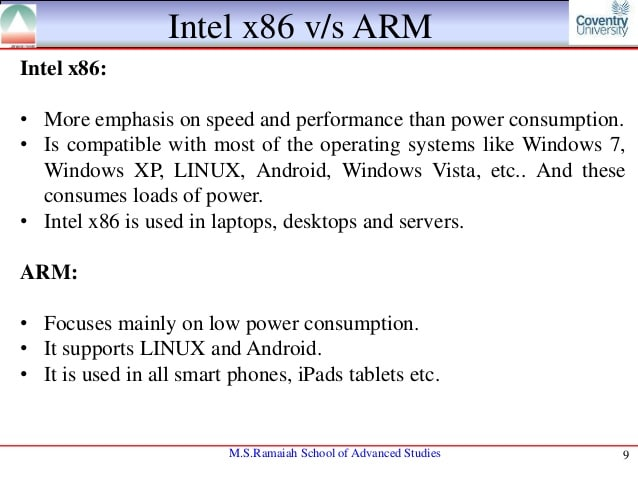 Intel x86 v/s ARM
Coventry
University
Intel x86:
• More emphasis on speed and performance than power consumption.
• Is compatible with most of the operating systems like Windows 7,
Windows XP, LINUX, Android, Windows Vista, etc.. And these
consumes loads of power.
• Intel x86 is used in laptops, desktops and servers.
ARM:
• Focuses mainly on low power consumption.
• It supports LINUX and Android.
• It is used in all smart phones, iPads tablets etc.
M.S.Ramaiah School of Advanced Studies
9